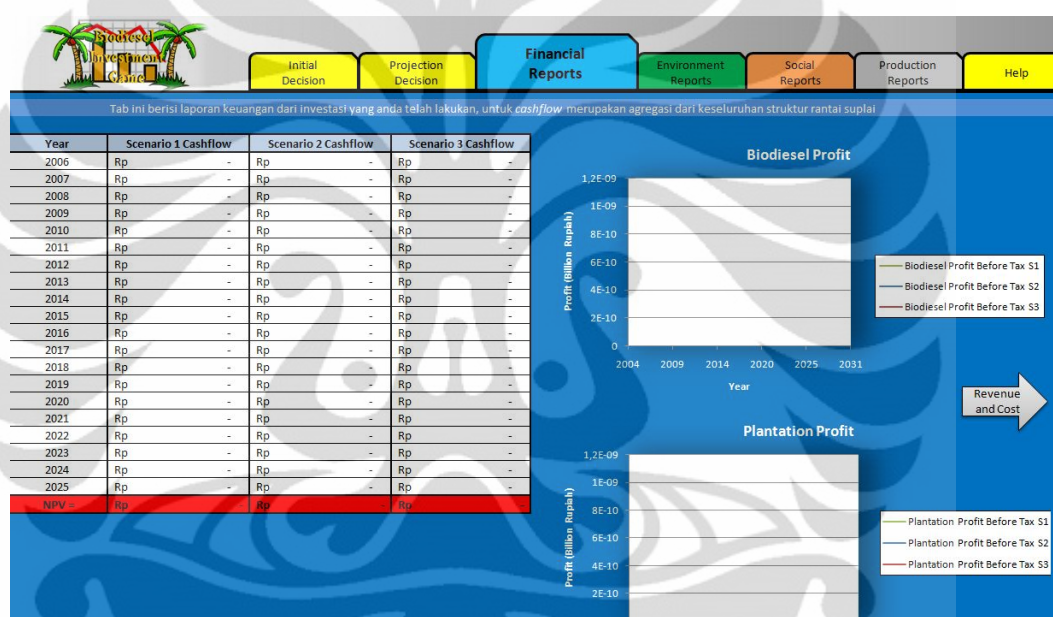 Biodiesel
Investment
Game
Initial
Decision
Projection
Decision
Financial
Reports
Environment
Reports
Social
Reports
Production
Reports
Help
Tab ini berisi laporan keuangan dari investasi yang anda telah lakukan, untuk cashflow merupakan agregasi dari keseluruhan struktur rantai suplai
Year Scenario 1 Cashflow Scenario 2 Cashflow Scenario 3 Cashflow
2006 Rp - Rp - Rp -
2007 Rp - Rp - Rp -
2008 Rp - Rp - Rp -
2009 Rp - Rp - Rp -
2010 Rp - Rp - Rp -
2011 Rp - Rp - Rp -
2012 Rp - Rp - Rp -
2013 Rp - Rp - Rp -
2014 Rp - Rp - Rp -
2015 Rp - Rp - Rp -
2016 Rp - Rp - Rp -
2017 Rp - Rp - Rp -
2018 Rp - Rp - Rp -
2019 Rp - Rp - Rp -
2020 Rp - Rp - Rp -
2021 Rp - Rp - Rp -
2022 Rp - Rp - Rp -
2023 Rp - Rp - Rp -
2024 Rp - Rp - Rp -
2025 Rp - Rp - Rp -
NPV = Rp - Rp - Rp -
Biodiesel Profit
Profit (Billion Rupiah)
1,2E-09
1E-09
8E-10
6E-10
4E-10
2E-10
0
2004 2009 2014 2020 2025 2031
Year
Biodiesel Profit Before Tax S1
Biodiesel Profit Before Tax S2
Biodiesel Profit Before Tax S3
Revenue
and Cost
Plantation Profit
Profit (Billion Rupiah)
1,2E-09
1E-09
8E-10
6E-10
4E-10
2E-10
Plantation Profit Before Tax S1
Plantation Profit Before Tax S2
Plantation Profit Before Tax S3